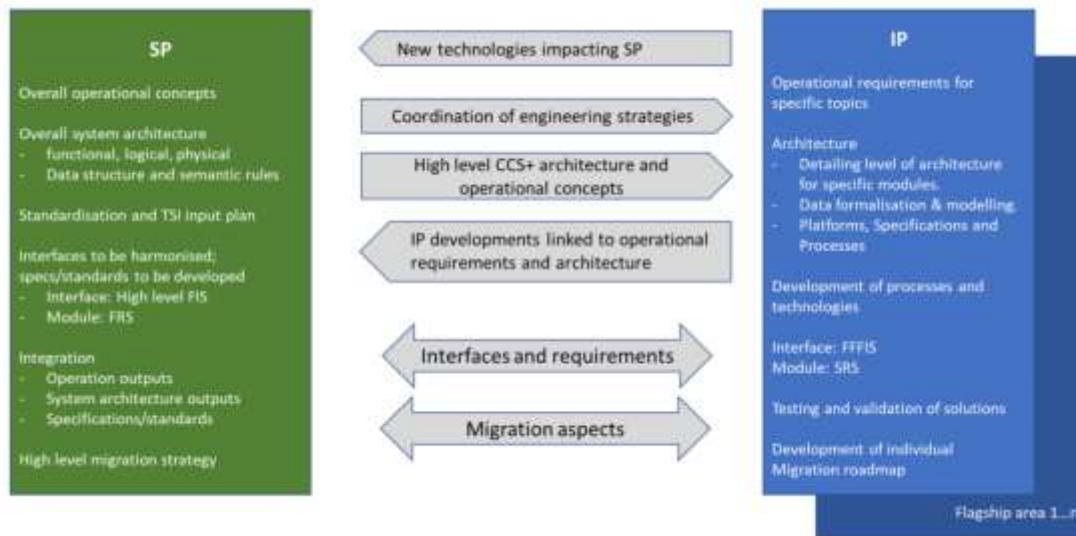 SP
Overall operational concepts
Overall system architecture
- functional, logical, physical
- Data structure and semantic rules
Standardisation and TSI input plan
Interfaces to be harmonised;
specs/standards to be developed
- Interface: High level FIS
- Module: FRS
Integration
- Operation outputs
- System architecture outputs
- Specifications/standards
High level migration strategy
New technologies impacting SP
Coordination of engineering strategies
High level CCS+ architecture and
operational concepts
IP developments linked to operational
requirements and architecture
Interfaces and requirements
Migration aspects
IP
Operational requirements for
specific topics
Architecture
- Detailing level of architecture
for specific modules.
- Data formalisation & modelling.
- Platforms, Specifications and
Processes
Development of processes and
technologies
Interface: FFFIS
Module: SRS
Testing and validation of solutions
Development of individual
Migration roadmap
Flagship area 1...n